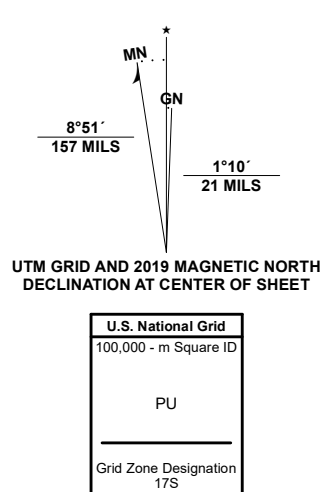 ★
MN
GN
8°51´
157 MILS
1°10´
21 MILS
UTM GRID AND 2019 MAGNETIC NORTH
DECLINATION AT CENTER OF SHEET
U.S. National Grid
100,000 - m Square ID
PU
Grid Zone Designation
17S